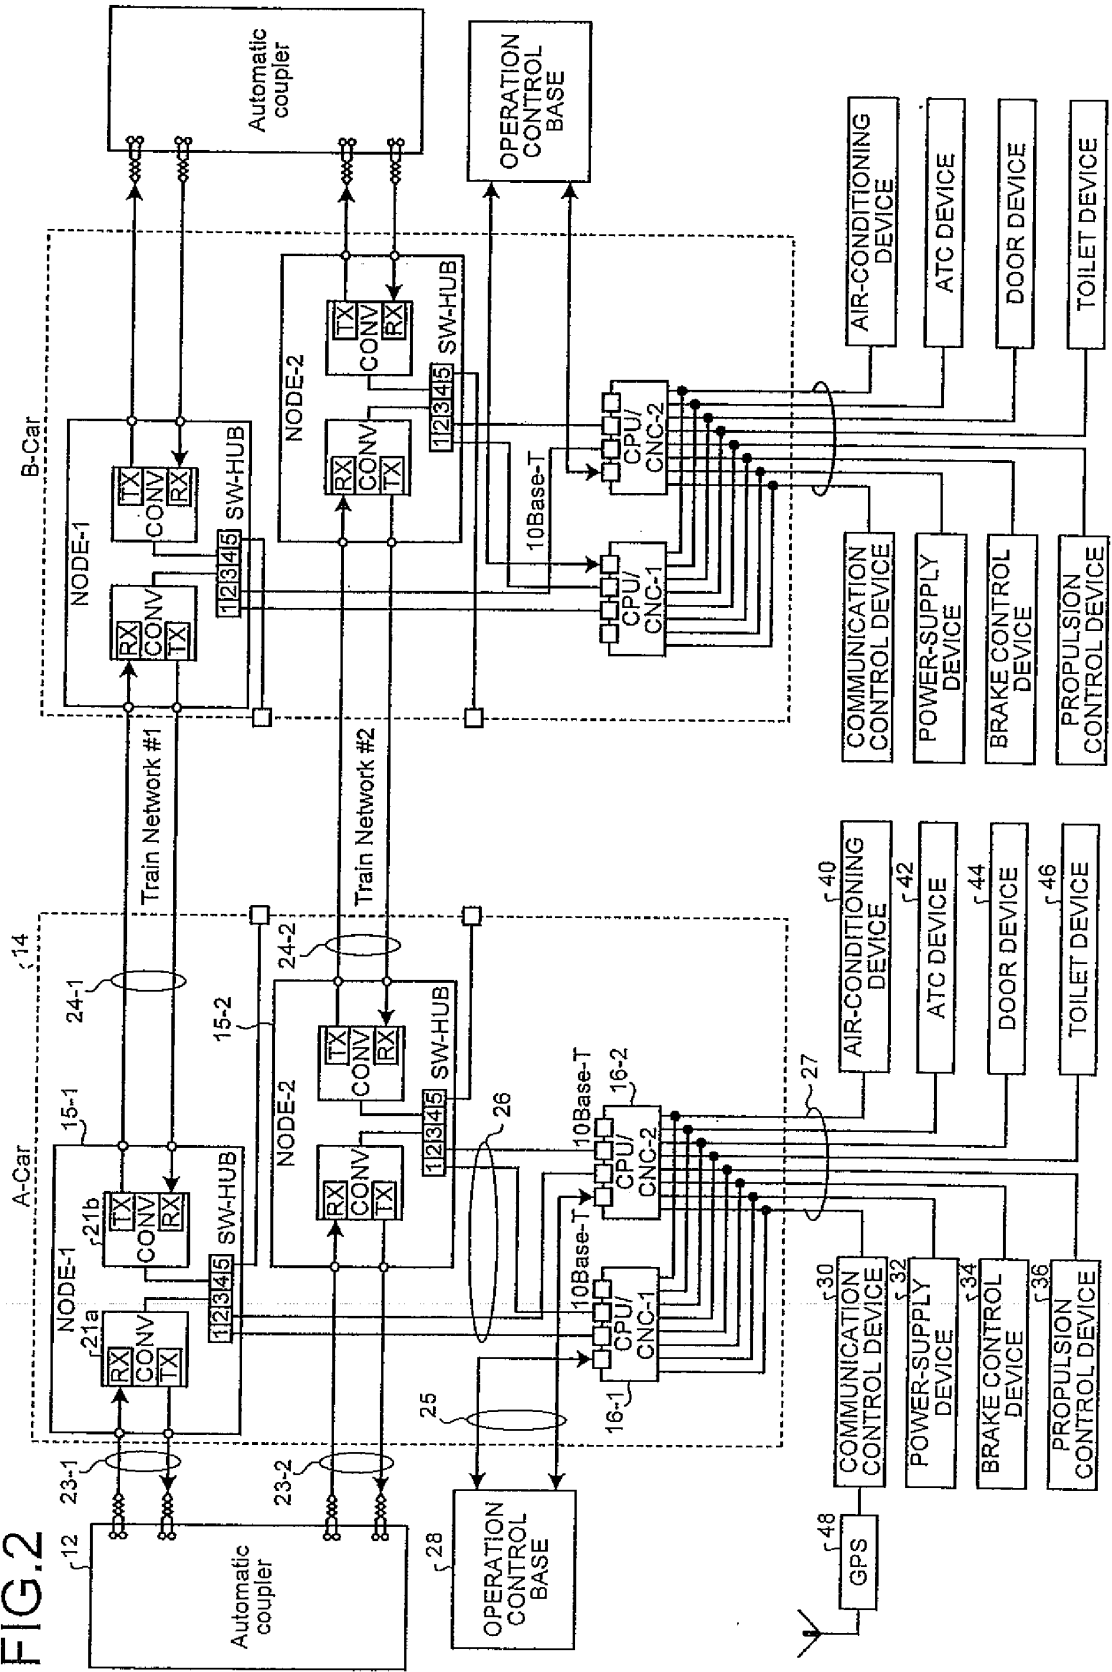 FIG.2
A-Car
14
B-Car
12
Automatic
coupler
23-1
NODE-1
15-1
21a
RX
CONV
TX
21b
TX
CONV
RX
SW-HUB
1 2 3 4 5
24-1
Train Network #1
NODE-1
RX
CONV
TX
TX
CONV
RX
SW-HUB
1 2 3 4 5
Automatic
coupler
23-2
NODE-2
15-2
RX
CONV
TX
TX
CONV
RX
SW-HUB
1 2 3 4 5
24-2
Train Network #2
NODE-2
RX
CONV
TX
TX
CONV
RX
SW-HUB
1 2 3 4 5
28
OPERATION
CONTROL
BASE
25
26
10Base-T
10Base-T
CPU/
CNC-1
16-1
CPU/
CNC-2
16-2
27
10Base-T
CPU/
CNC-1
CPU/
CNC-2
OPERATION
CONTROL
BASE
48
GPS
30
COMMUNICATION
CONTROL DEVICE
32
POWER-SUPPLY
DEVICE
34
BRAKE CONTROL
DEVICE
36
PROPULSION
CONTROL DEVICE
40
AIR-CONDITIONING
DEVICE
42
ATC DEVICE
44
DOOR DEVICE
46
TOILET DEVICE
COMMUNICATION
CONTROL DEVICE
POWER-SUPPLY
DEVICE
BRAKE CONTROL
DEVICE
PROPULSION
CONTROL DEVICE
AIR-CONDITIONING
DEVICE
ATC DEVICE
DOOR DEVICE
TOILET DEVICE